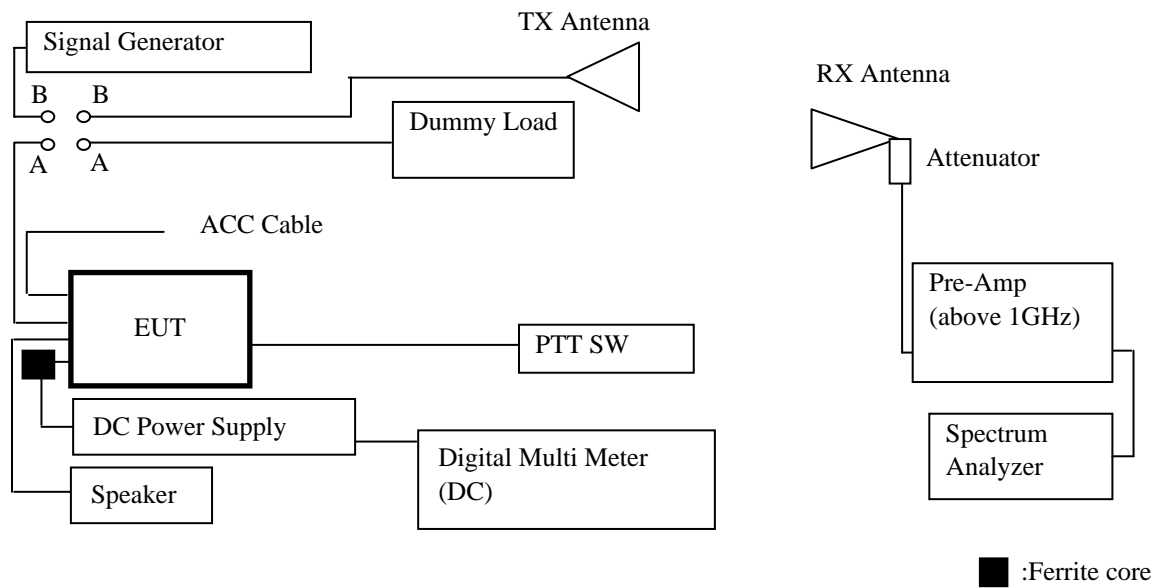 TX Antenna
Signal Generator
RX Antenna
B
B
Dummy Load
Attenuator
A
A
ACC Cable
Pre-Amp
(above 1GHz)
EUT
PTT SW
DC Power Supply
Digital Multi Meter
(DC)
Spectrum
Analyzer
Speaker
:Ferrite core